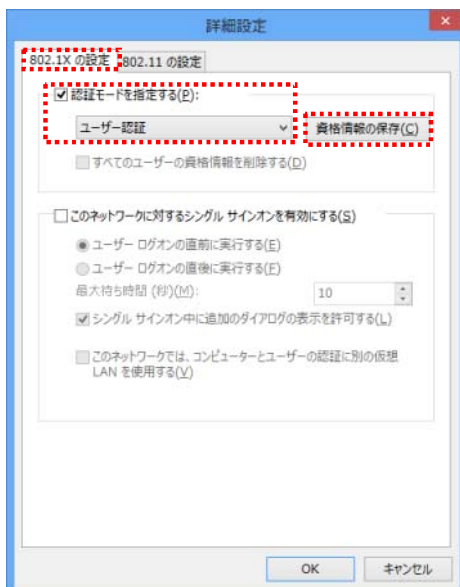 詳細設定
802.1X の設定 802.11 の設定
認証モードを指定する(P):
ユーザー認証 資格情報の保存(C)
すべてのユーザーの資格情報を削除する(D)
このネットワークに対するシングル サインオンを有効にする(S)
ユーザー ログオンの直前に実行する(E)
ユーザー ログオンの直後に実行する(F)
最大待ち時間 (秒)(M): 10
シングル サインオン中に追加のダイアログの表示を許可する(L)
このネットワークでは、コンピューターとユーザーの認証に別の仮想
LAN を使用する(V)
OK キャンセル